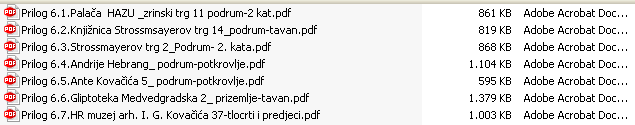 Prilog 6.1.Palača  HAZU _zrinski trg 11 podrum-2 kat.pdf 861 KB Adobe Acrobat Doc...
Prilog 6.2.Knjižnica Strossmsayerov trg 14_podrum-tavan.pdf 819 KB Adobe Acrobat Doc...
Prilog 6.3.Strossmayerov trg 2_Podrum- 2. kata.pdf 868 KB Adobe Acrobat Doc...
Prilog 6.4.Andrije Hebrang_ podrum-potkrovlje.pdf 1.104 KB Adobe Acrobat Doc...
Prilog 6.5.Ante Kovačića 5_ podrum-potkrovlje.pdf 595 KB Adobe Acrobat Doc...
Prilog 6.6.Gliptoteka Medvedgradska 2_ prizemlje-tavan.pdf 1.379 KB Adobe Acrobat Doc...
Prilog 6.7.HR muzej arh. I. G. Kovačića 37-tlocrti i predjeci.pdf 1.003 KB Adobe Acrobat Doc...